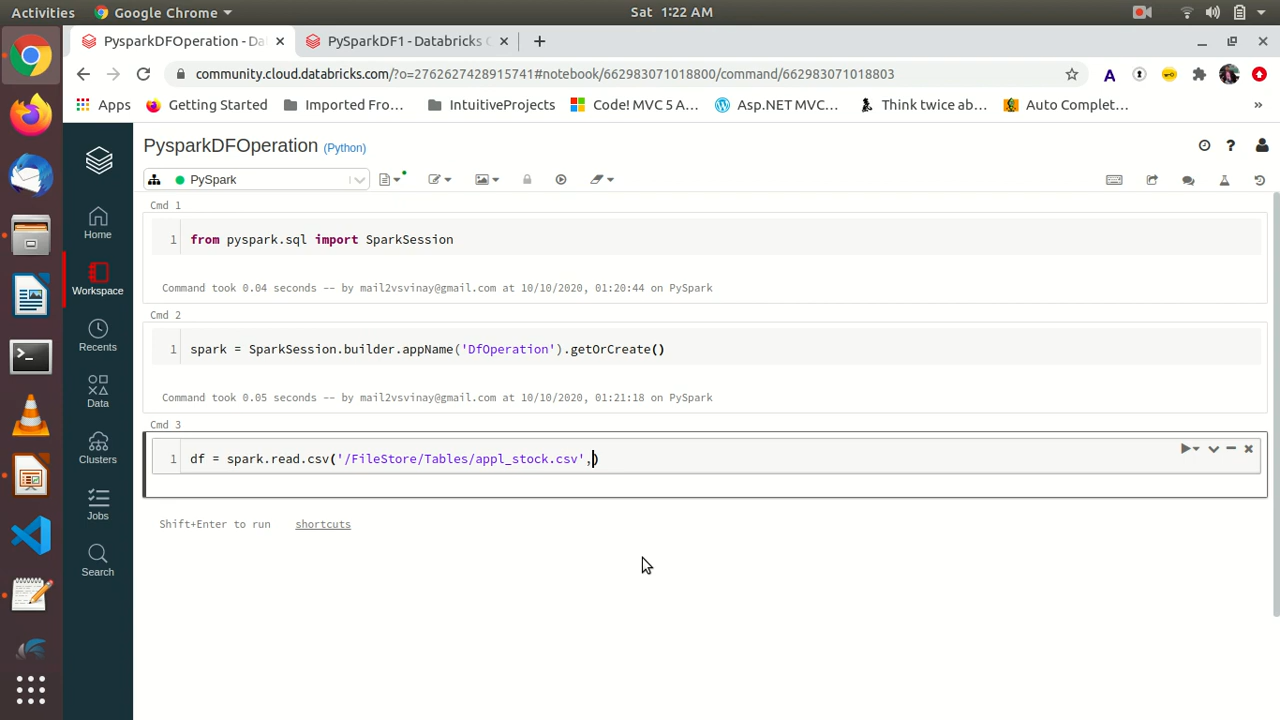 Activities
Google Chrome
Sat 1:22 AM
PysparkDFOperation - Da
PySparkDF1 - Databricks C
community.cloud.databricks.com/?o=2762627428915741#notebook/662983071018800/command/662983071018803
A
Apps
Getting Started
Imported Fro...
IntuitiveProjects
Code! MVC 5 A...
Asp.NET MVC...
Think twice ab...
Auto Complet...
»
PysparkDFOperation (Python)
PySpark
Home
Workspace
Recents
Data
Clusters
Jobs
Search
Cmd 1
1 from pyspark.sql import SparkSession
Command took 0.04 seconds -- by mail2vsvinay@gmail.com at 10/10/2020, 01:20:44 on PySpark
Cmd 2
1 spark = SparkSession.builder.appName('DfOperation').getOrCreate()
Command took 0.05 seconds -- by mail2vsvinay@gmail.com at 10/10/2020, 01:21:18 on PySpark
Cmd 3
1 df = spark.read.csv('/FileStore/Tables/appl_stock.csv',)
Shift+Enter to run shortcuts